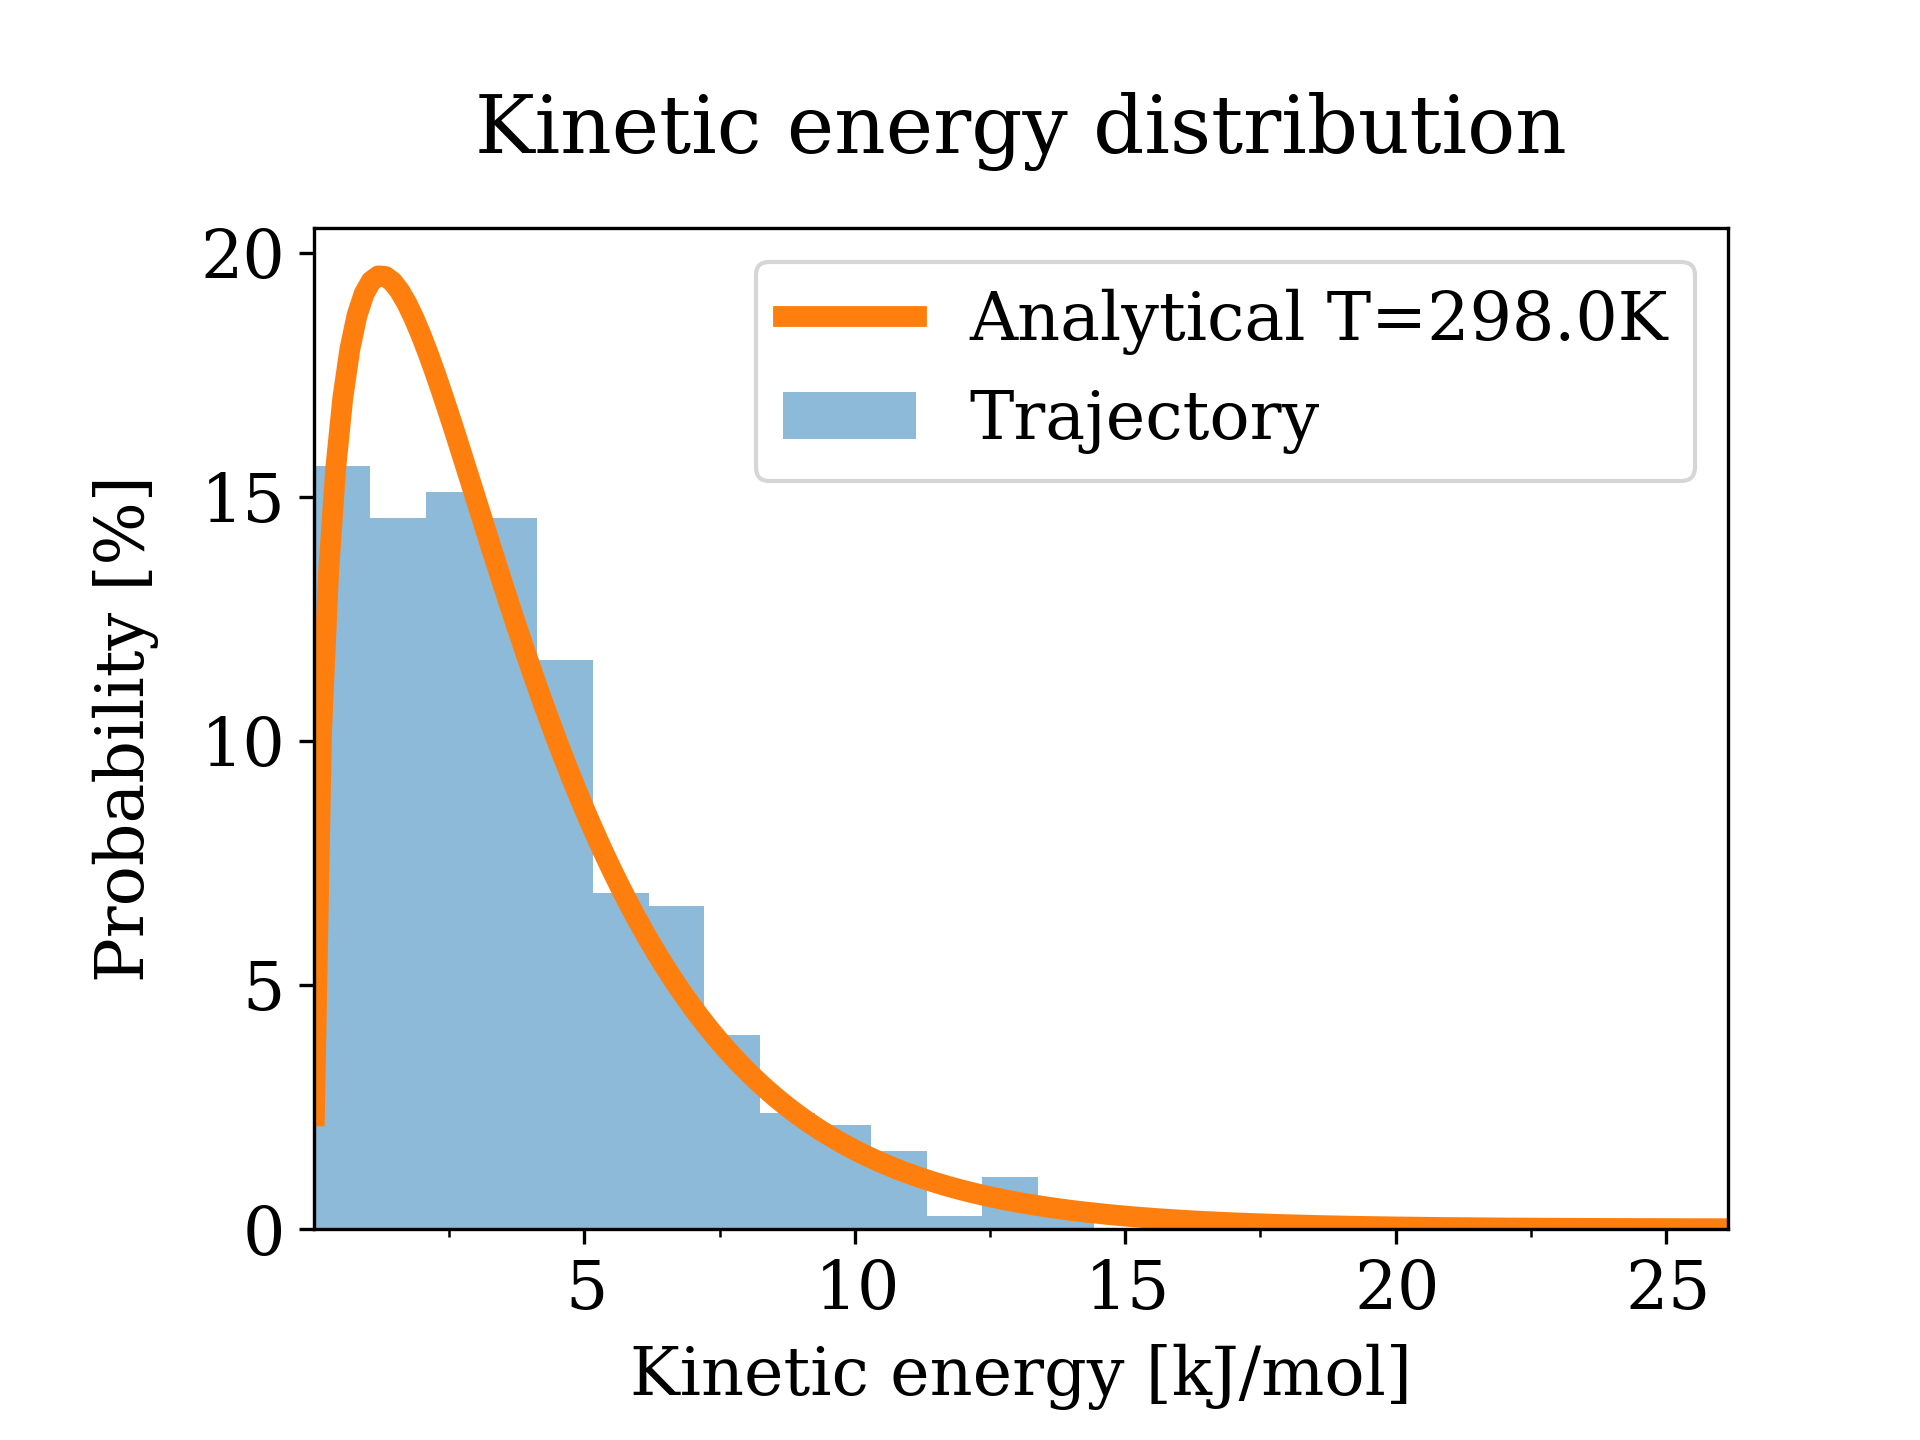 Kinetic energy distribution
20
15
10
5
0
Probability [%]
Analytical T=298.0K
Trajectory
5 10 15 20 25
Kinetic energy [kJ/mol]